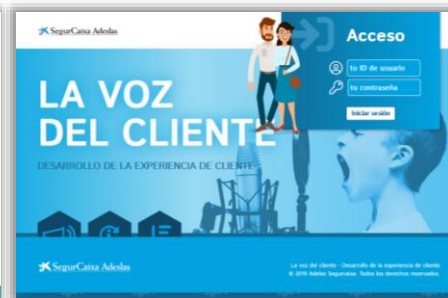 SegurCaixa Adeslas
Acceso
tu ID de usuario
tu contraseña
Iniciar sesión
LA VOZ
DEL CLIENTE
DESARROLLO DE LA EXPERIENCIA DE CLIENTE
SegurCaixa Adeslas
La voz del cliente - Desarrollo de la experiencia de cliente
© 2019 Adeslas Segurcaixa. Todos los derechos reservados.